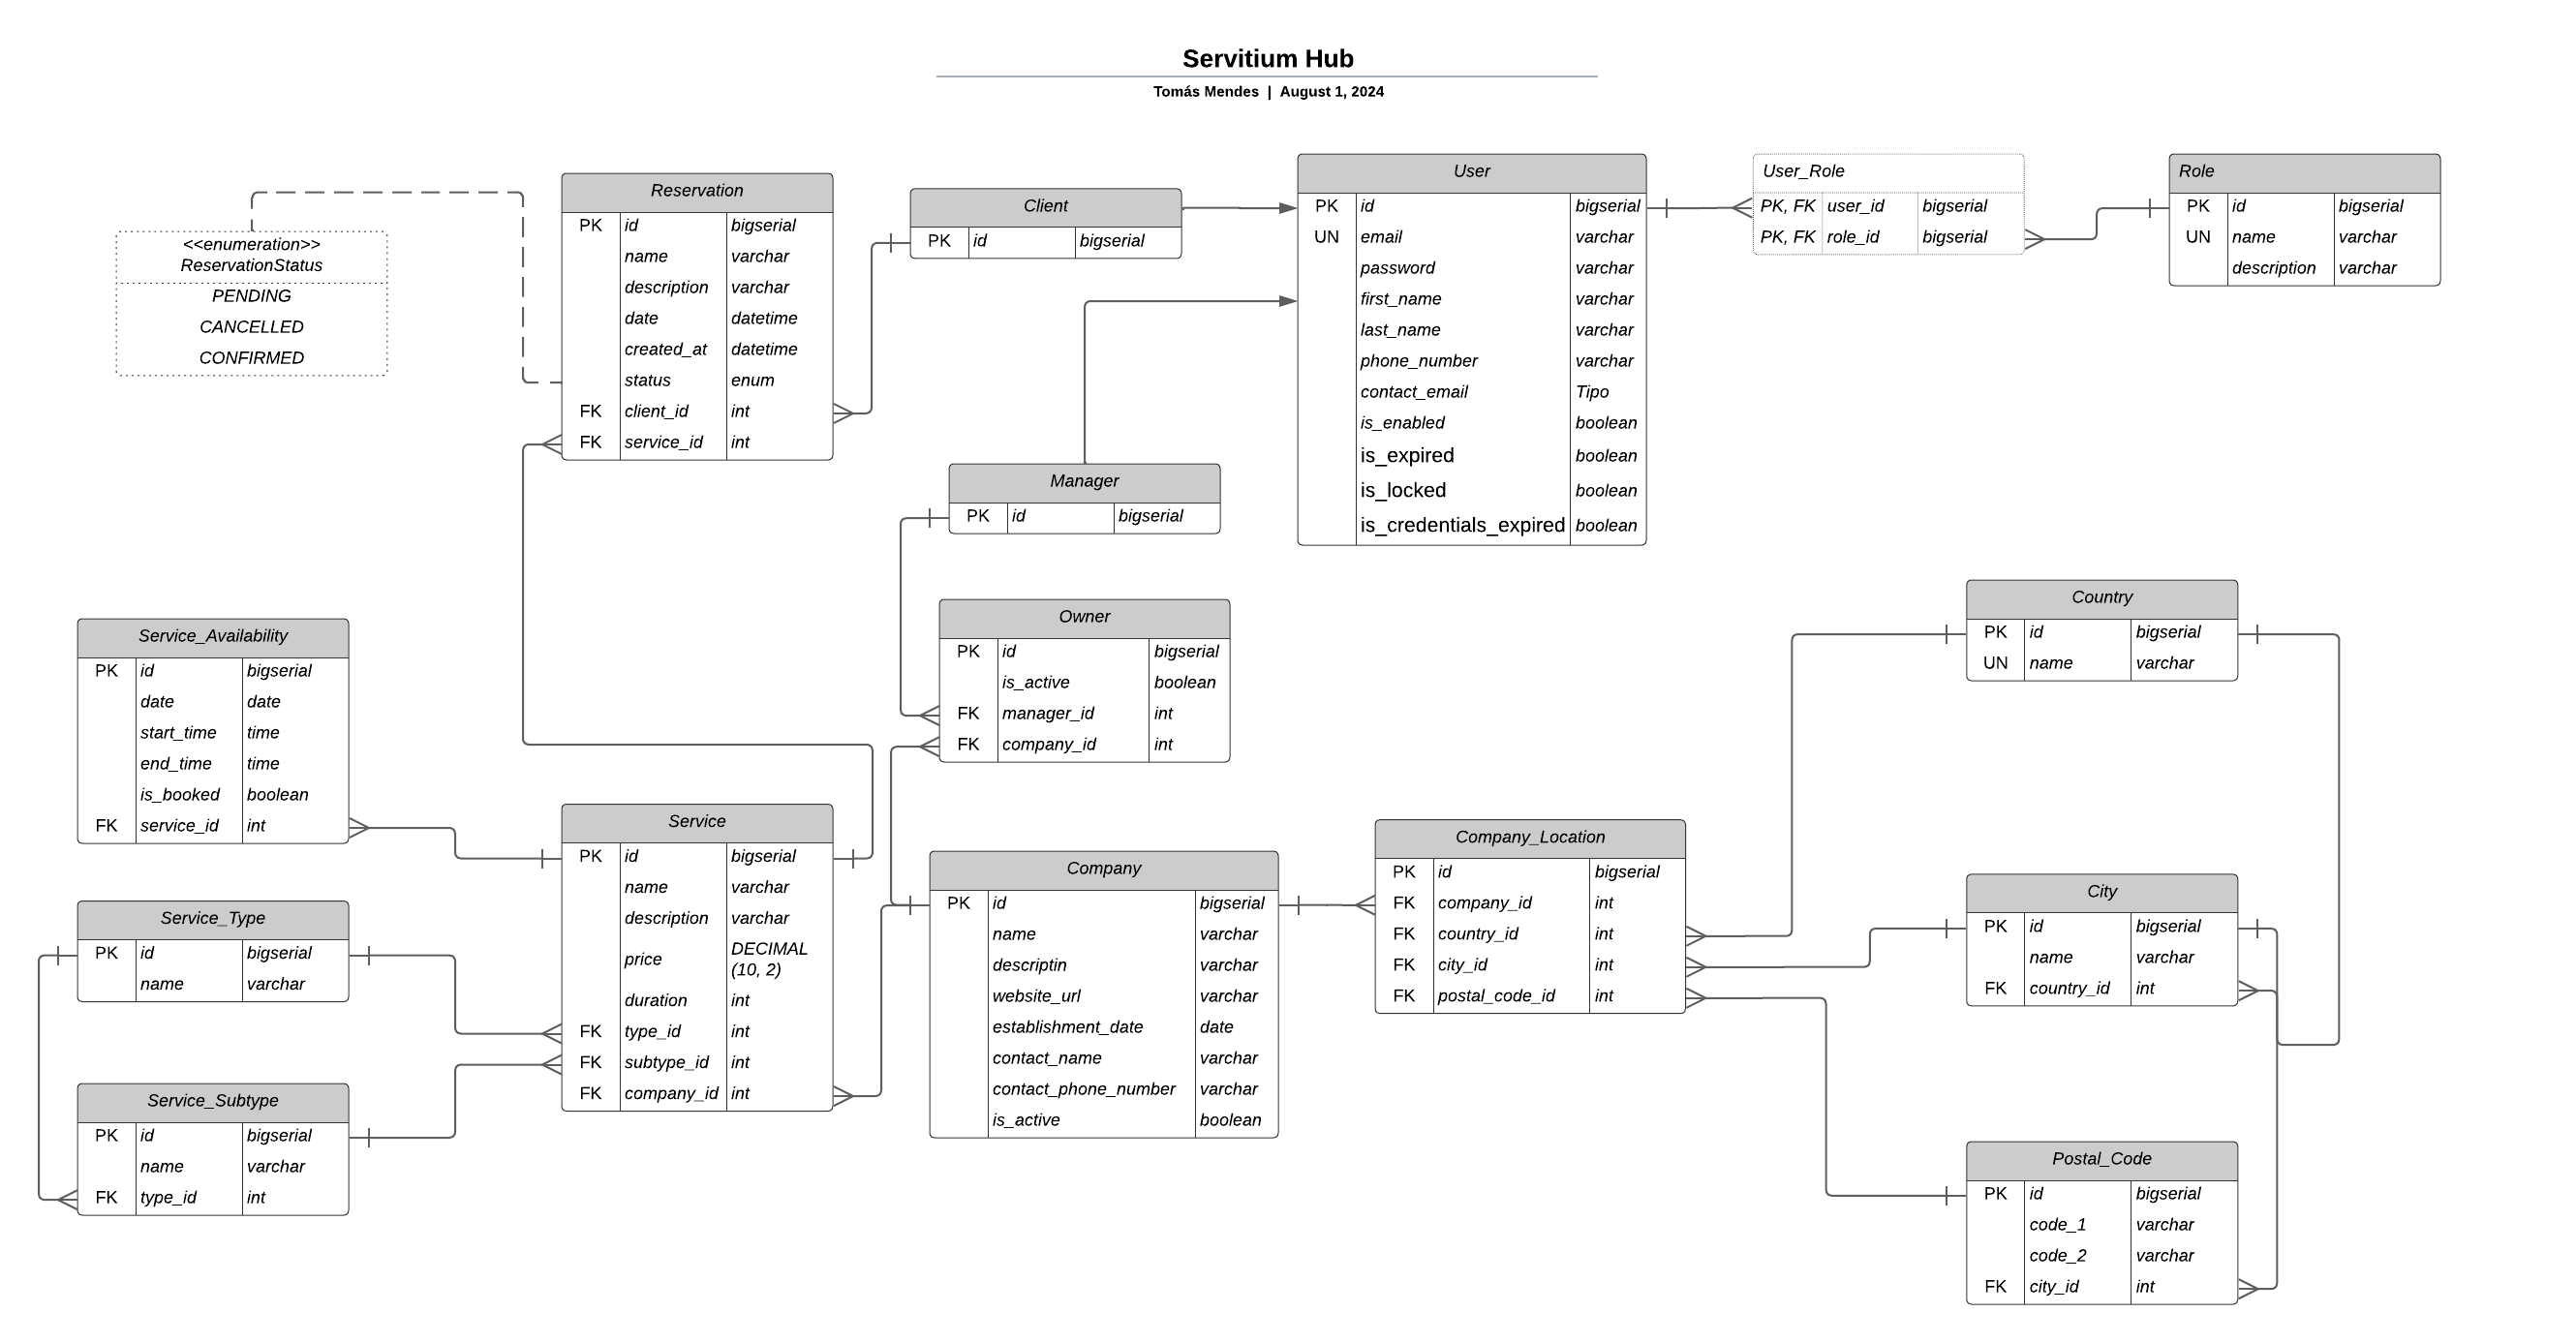 Servitium Hub
Tomás Mendes | August 1, 2024
<<enumeration>>
ReservationStatus
PENDING
CANCELLED
CONFIRMED
Reservation
PK id bigserial
name varchar
description varchar
date datetime
created_at datetime
status enum
FK client_id int
FK service_id int
Client
PK id bigserial
User
PK id bigserial
UN email varchar
password varchar
first_name varchar
last_name varchar
phone_number varchar
contact_email Tipo
is_enabled boolean
is_expired boolean
is_locked boolean
is_credentials_expired boolean
User_Role
PK, FK user_id bigserial
PK, FK role_id bigserial
Role
PK id bigserial
UN name varchar
description varchar
Manager
PK id bigserial
Owner
PK id bigserial
is_active boolean
FK manager_id int
FK company_id int
Service_Availability
PK id bigserial
date date
start_time time
end_time time
is_booked boolean
FK service_id int
Service_Type
PK id bigserial
name varchar
Service_Subtype
PK id bigserial
name varchar
FK type_id int
Service
PK id bigserial
name varchar
description varchar
price DECIMAL
(10, 2)
duration int
FK type_id int
FK subtype_id int
FK company_id int
Company
PK id bigserial
name varchar
descriptin varchar
website_url varchar
establishment_date date
contact_name varchar
contact_phone_number varchar
is_active boolean
Company_Location
PK id bigserial
FK company_id int
FK country_id int
FK city_id int
FK postal_code_id int
Country
PK id bigserial
UN name varchar
City
PK id bigserial
name varchar
FK country_id int
Postal_Code
PK id bigserial
code_1 varchar
code_2 varchar
FK city_id int